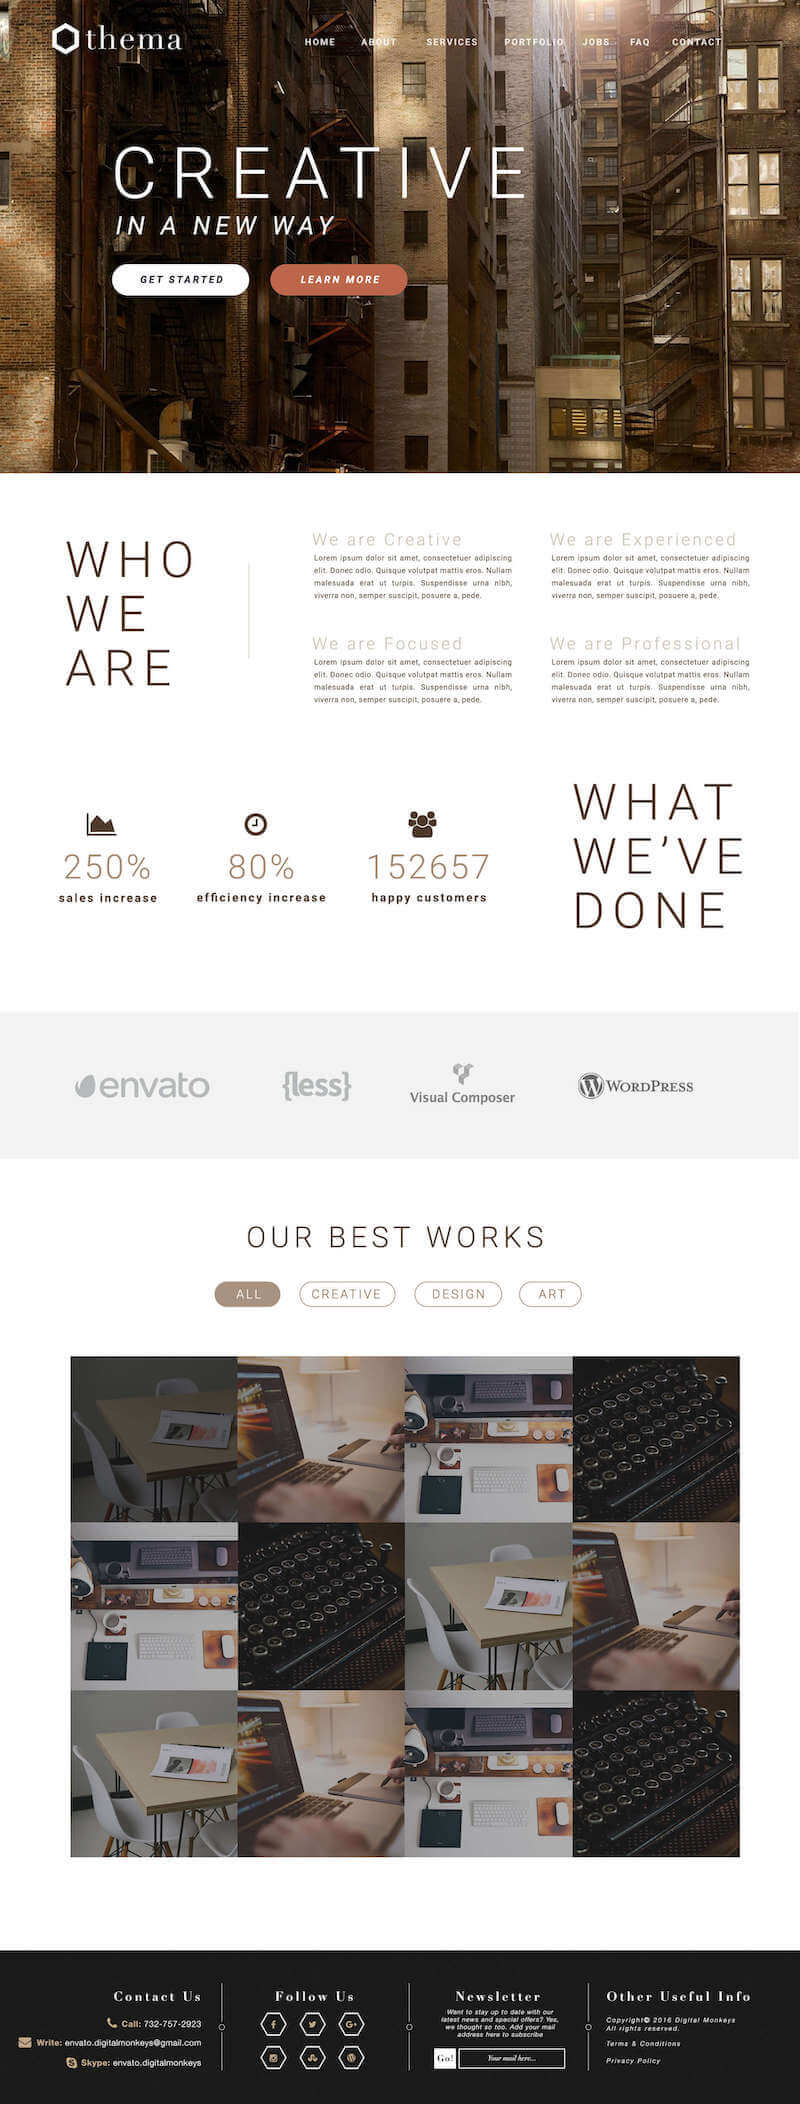 thema
HOME ABOUT SERVICES PORTFOLIO JOBS FAQ CONTACT
CREATIVE
IN A NEW WAY
GET STARTED LEARN MORE
WHO
WE
ARE
We are Creative
Lorem ipsum dolor sit amet, consectetuer adipiscing
elit. Donec odio. Quisque volutpat mattis eros. Nullam
malesuada erat ut turpis. Suspendisse urna nibh,
viverra non, semper suscipit, posuere a, pede.
We are Experienced
Lorem ipsum dolor sit amet, consectetuer adipiscing
elit. Donec odio. Quisque volutpat mattis eros. Nullam
malesuada erat ut turpis. Suspendisse urna nibh,
viverra non, semper suscipit, posuere a, pede.
We are Focused
Lorem ipsum dolor sit amet, consectetuer adipiscing
elit. Donec odio. Quisque volutpat mattis eros. Nullam
malesuada erat ut turpis. Suspendisse urna nibh,
viverra non, semper suscipit, posuere a, pede.
We are Professional
Lorem ipsum dolor sit amet, consectetuer adipiscing
elit. Donec odio. Quisque volutpat mattis eros. Nullam
malesuada erat ut turpis. Suspendisse urna nibh,
viverra non, semper suscipit, posuere a, pede.
250%
sales increase
80%
efficiency increase
152657
happy customers
WHAT
WE'VE
DONE
envato
{less}
Visual Composer
WORDPRESS
OUR BEST WORKS
ALL CREATIVE DESIGN ART
Contact Us
Call: 732-757-2923
Write: envato.digitalmonkeys@gmail.com
Skype: envato.digitalmonkeys
Follow Us
Newsletter
Want to stay up to date with our
latest news and special offers? Yes,
we thought so too. Add your mail
address here to subscribe
Go! Your mail here...
Other Useful Info
Copyright© 2016 Digital Monkeys
All rights reserved.
Terms & Conditions
Privacy Policy